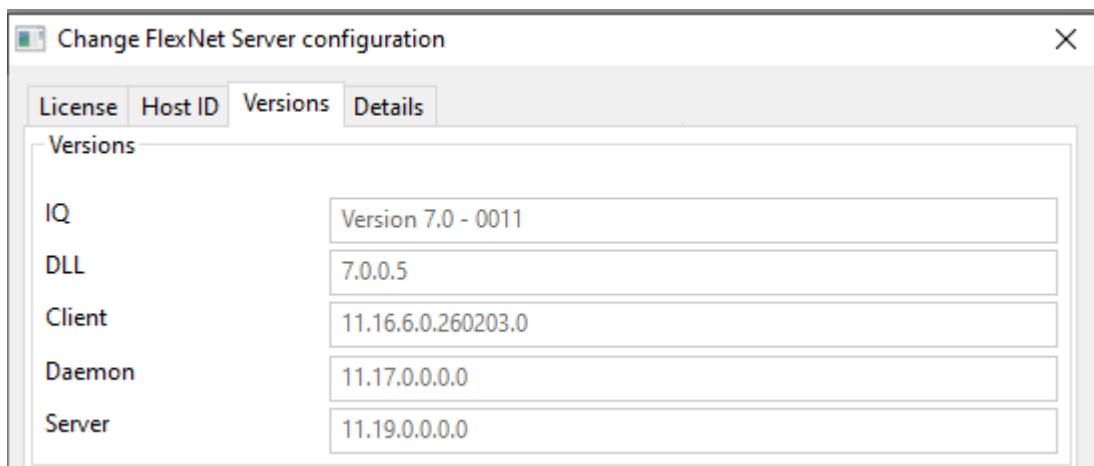 Change FlexNet Server configuration
License Host ID Versions Details
Versions
IQ Version 7.0 - 0011
DLL 7.0.0.5
Client 11.16.6.0.260203.0
Daemon 11.17.0.0.0.0
Server 11.19.0.0.0.0